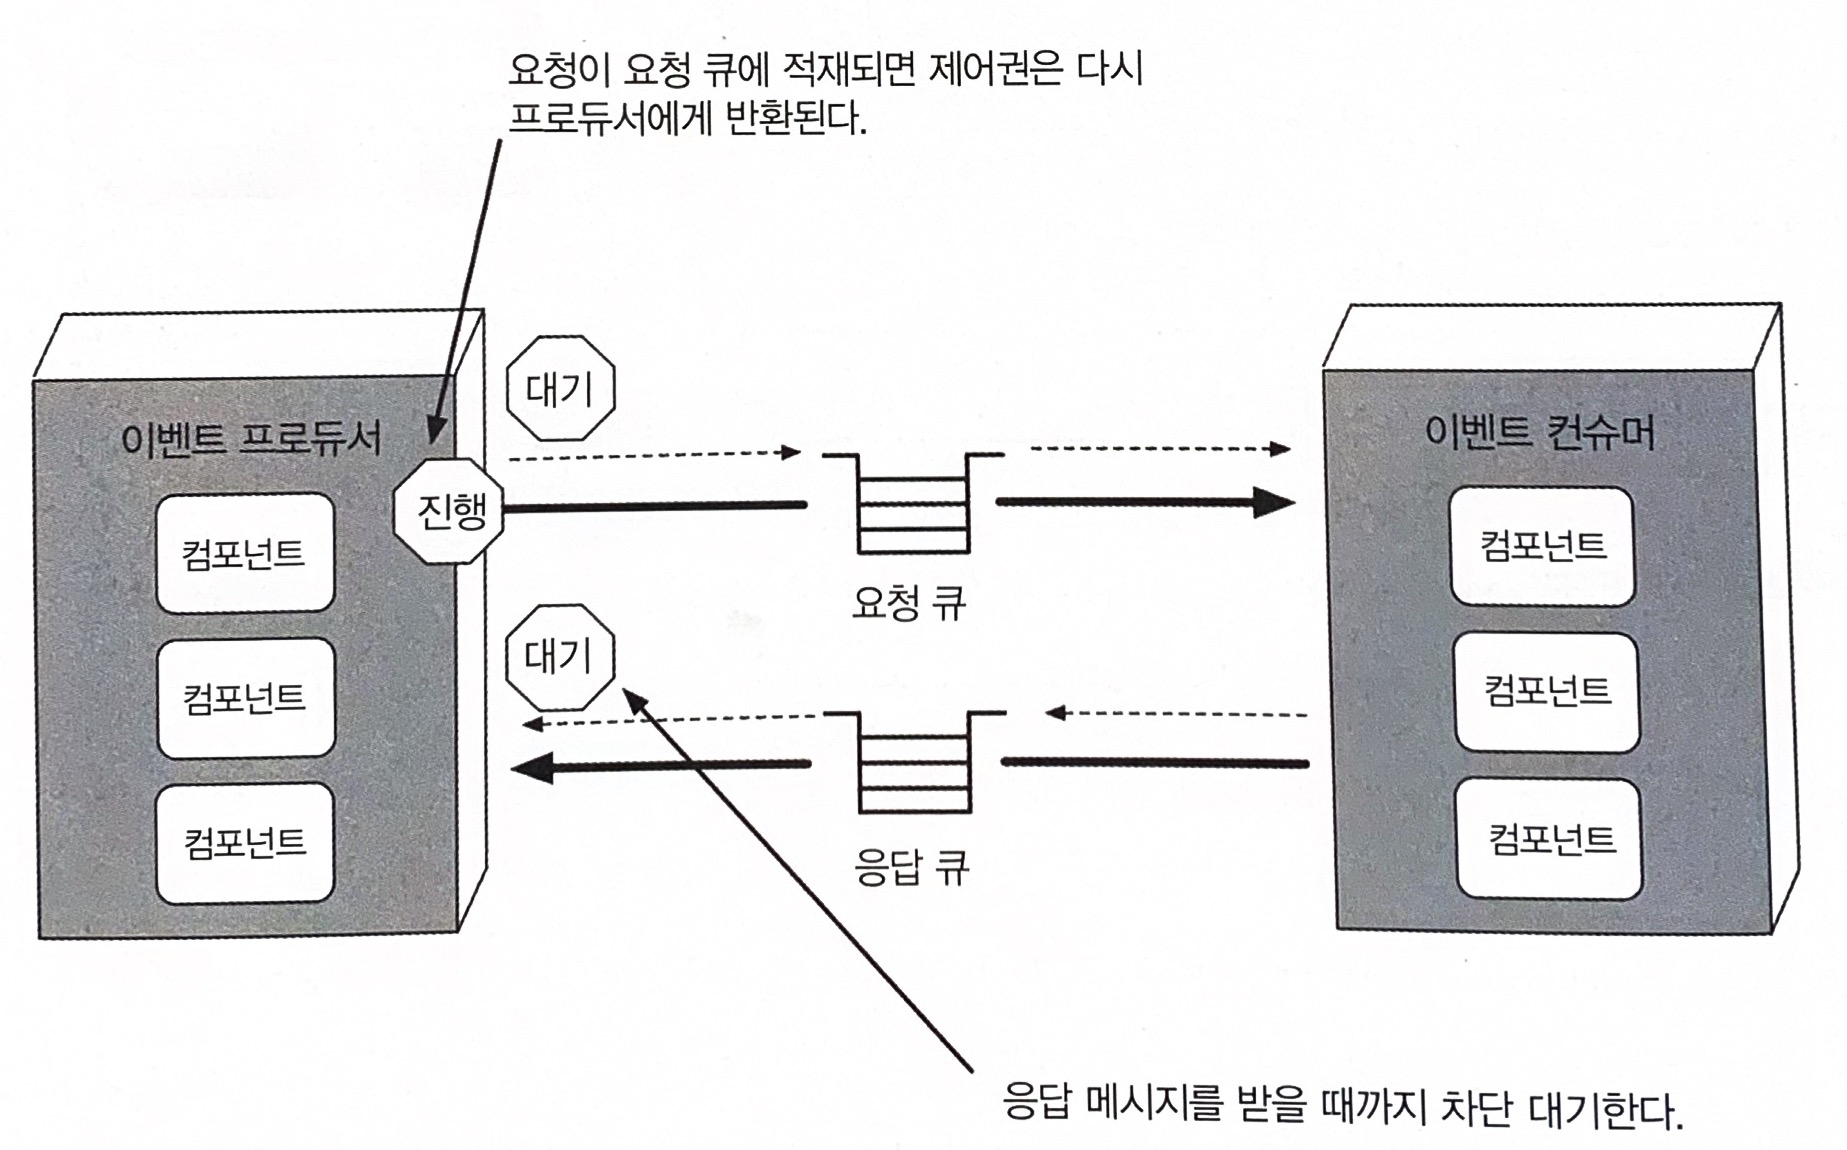 요청이 요청 큐에 적재되면 제어권은 다시
프로듀서에게 반환된다.
대기
이벤트 프로듀서
이벤트 컨슈머
진행
컴포넌트
컴포넌트
요청 큐
대기
컴포넌트
컴포넌트
컴포넌트
컴포넌트
응답 큐
응답 메시지를 받을 때까지 차단 대기한다.